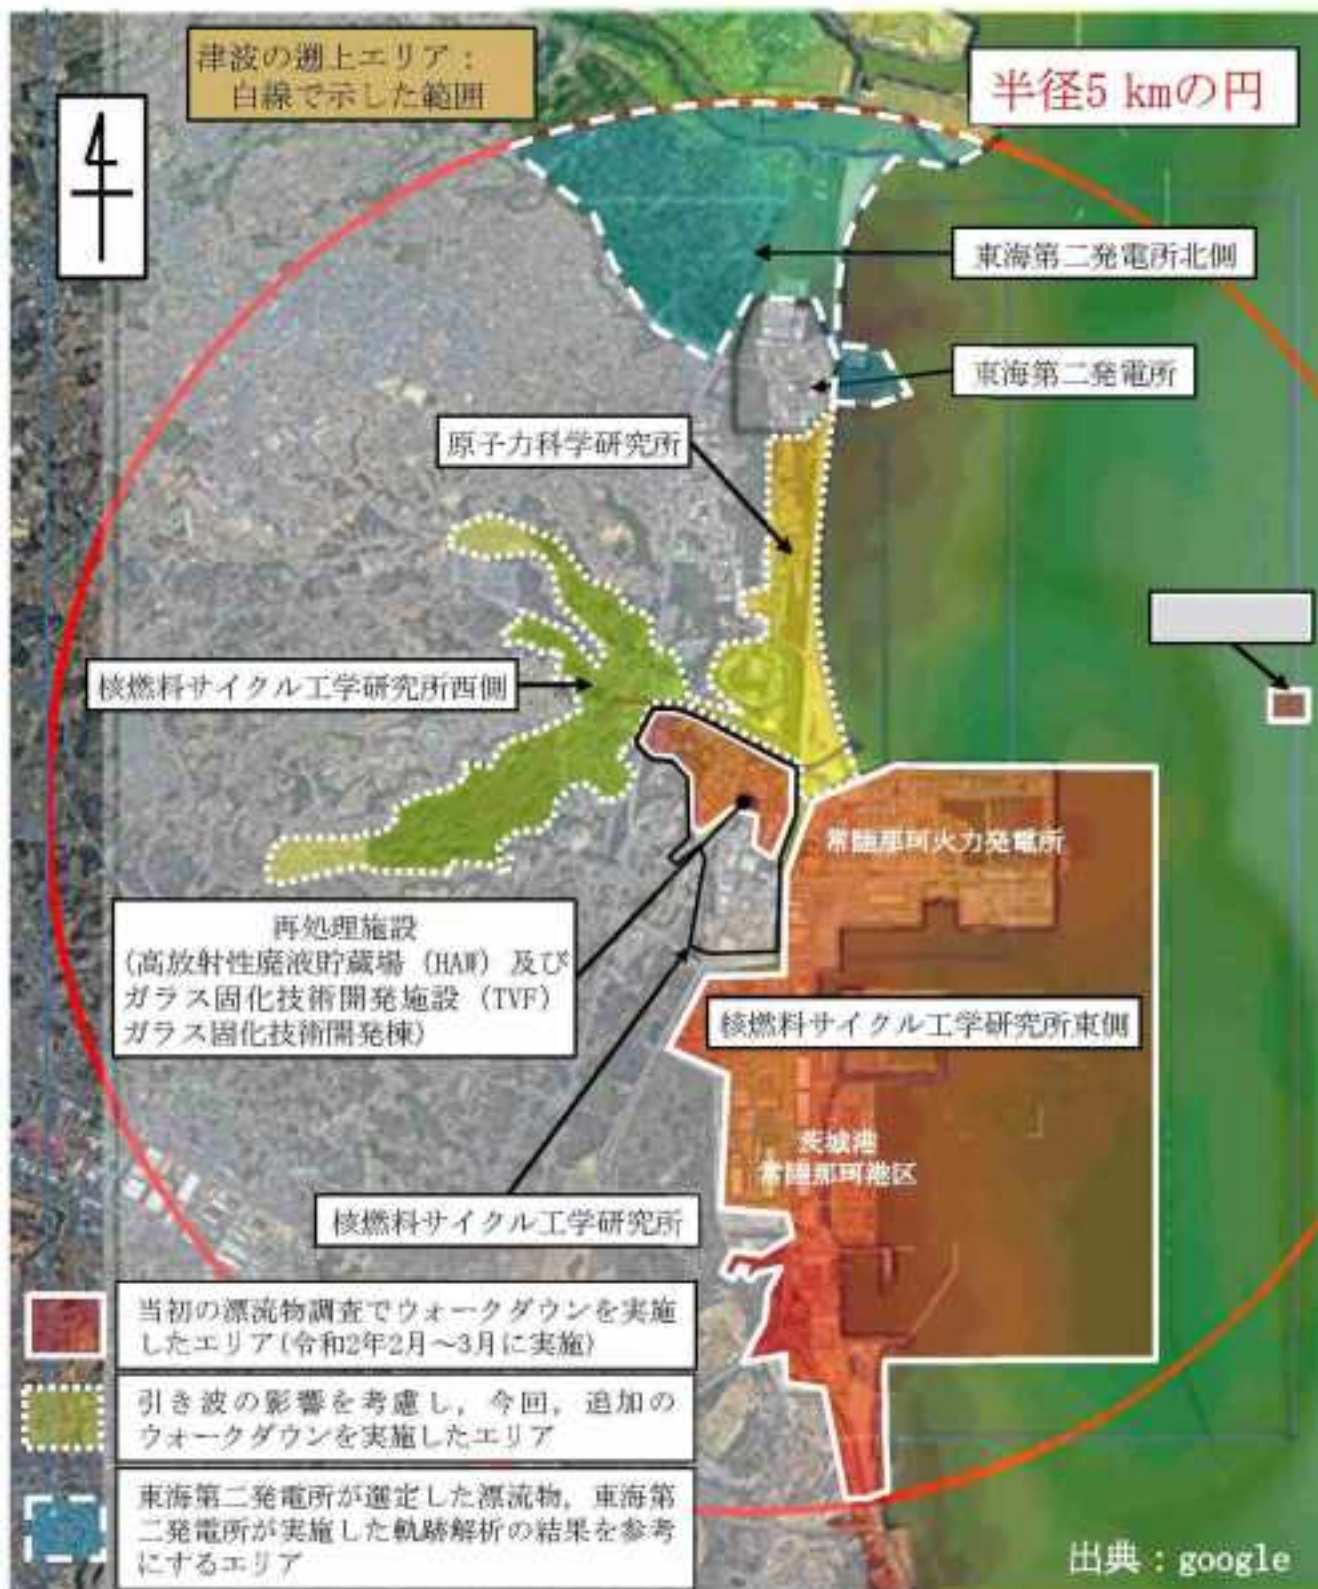 津波の遡上エリア：
白線で示した範囲
半径5 kmの円
東海第二発電所北側
東海第二発電所
原子力科学研究所
核燃料サイクル工学研究所西側
常陸那珂火力発電所
再処理施設
(高放射性廃液貯蔵場 (HAW) 及び
ガラス固化技術開発施設 (TVF)
ガラス固化技術開発棟)
核燃料サイクル工学研究所東側
茨城港
常陸那珂港区
核燃料サイクル工学研究所
当初の漂流物調査でウォークダウンを実施
したエリア(令和2年2月～3月に実施)
引き波の影響を考慮し，今回，追加の
ウォークダウンを実施したエリア
東海第二発電所が選定した漂流物，東海第
二発電所が実施した軌跡解析の結果を参考
にするエリア
出典：google